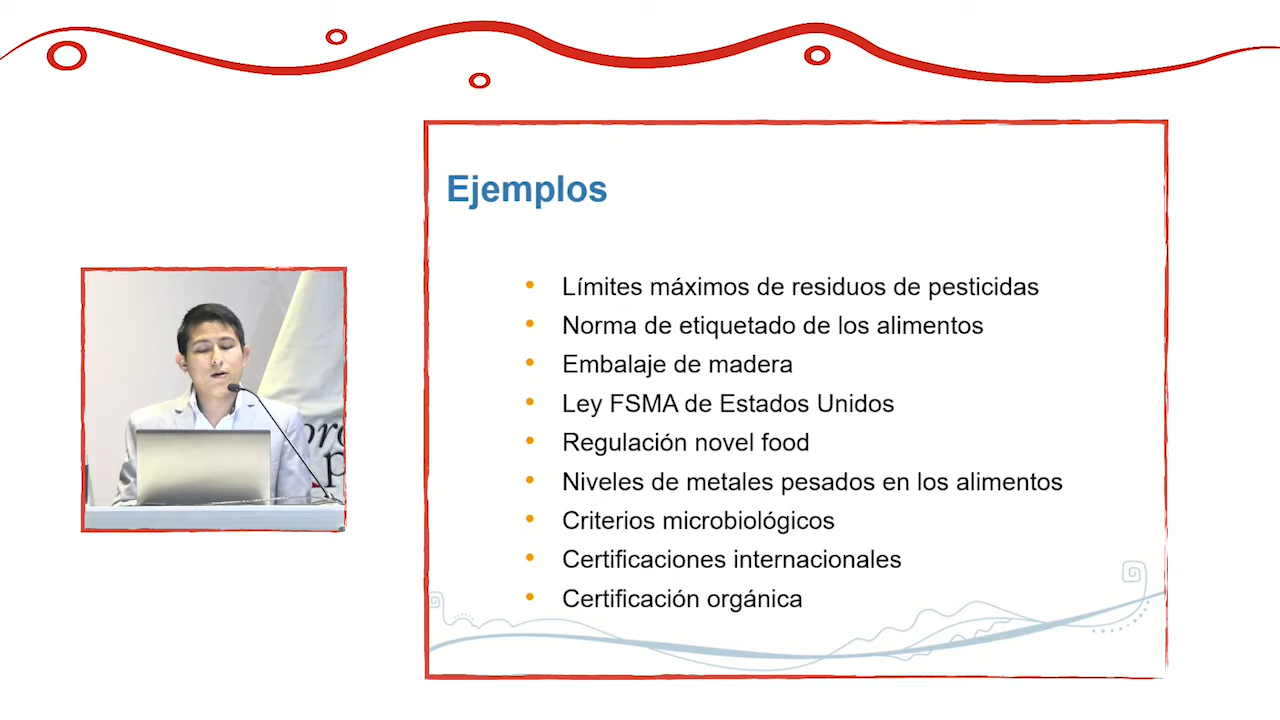 Ejemplos
• Límites máximos de residuos de pesticidas
• Norma de etiquetado de los alimentos
• Embalaje de madera
• Ley FSMA de Estados Unidos
• Regulación novel food
• Niveles de metales pesados en los alimentos
• Criterios microbiológicos
• Certificaciones internacionales
• Certificación orgánica